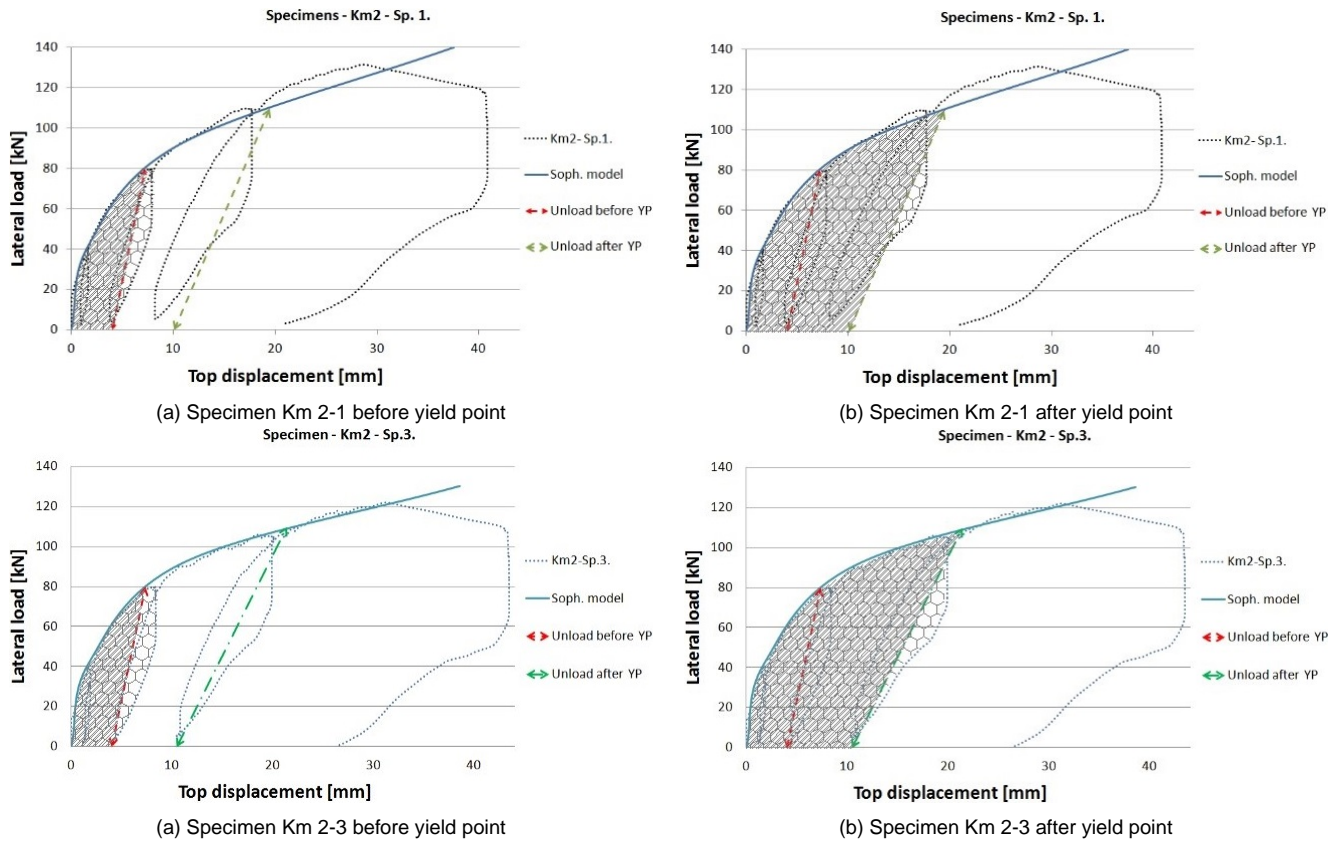 Specimens - Km2 - Sp. 1.
140
120
100
80
60
40
20
0
0 10 20 30 40
Lateral load [kN]
Top displacement [mm]
Km2- Sp.1.
Soph. model
Unload before YP
Unload after YP
(a) Specimen Km 2-1 before yield point
Specimens - Km2 - Sp. 1.
140
120
100
80
60
40
20
0
0 10 20 30 40
Lateral load [kN]
Top displacement [mm]
Km2- Sp.1.
Soph. model
Unload before YP
Unload after YP
(b) Specimen Km 2-1 after yield point
Specimen - Km2 - Sp.3.
140
120
100
80
60
40
20
0
0 10 20 30 40
Lateral load [kN]
Top displacement [mm]
Km2-Sp.3.
Soph. model
Unload before YP
Unload after YP
(a) Specimen Km 2-3 before yield point
Specimen - Km2 - Sp.3.
140
120
100
80
60
40
20
0
0 10 20 30 40
Lateral load [kN]
Top displacement [mm]
Km2-Sp.3.
Soph. model
Unload before YP
Unload after YP
(b) Specimen Km 2-3 after yield point